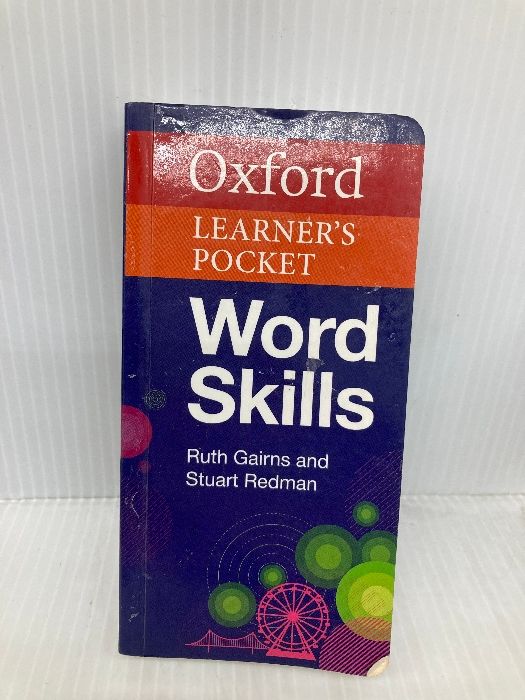 Oxford
LEARNER'S
POCKET
Word
Skills
Ruth Gairns and
Stuart Redman